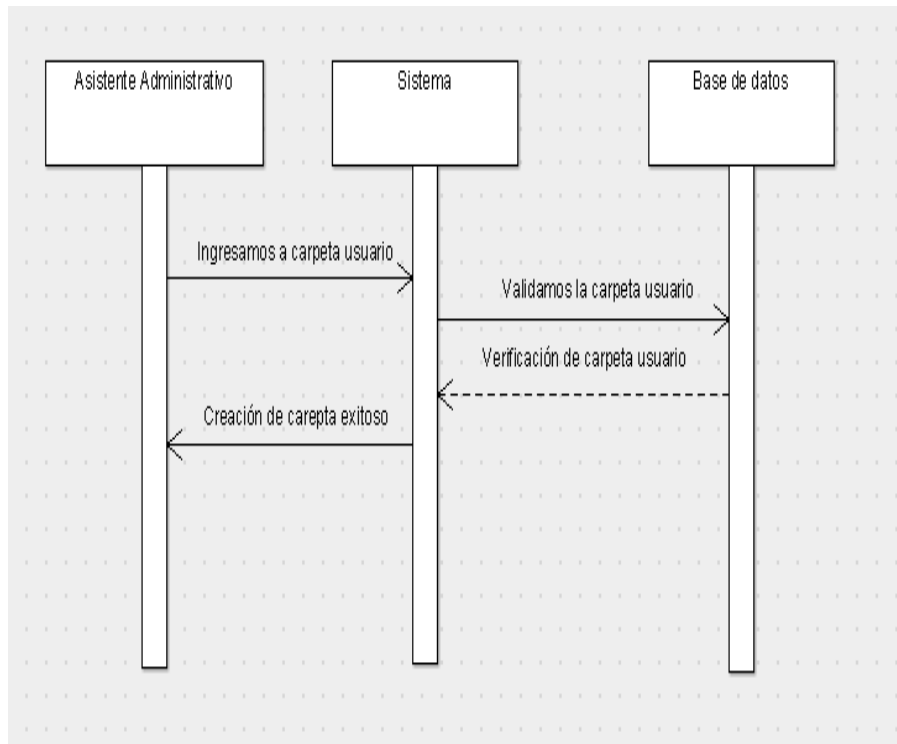 Asistente Administrativo
Sistema
Base de datos
Ingresamos a carpeta usuario
Validamos la carpeta usuario
Verificación de carpeta usuario
Creación de carepta exitoso